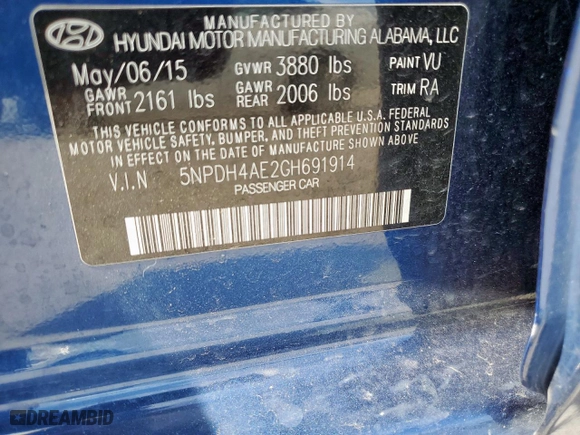 MANUFACTURED BY
HYUNDAI MOTOR MANUFACTURING ALABAMA, LLC
May/06/15 GVWR 3880 lbs PAINT VU
GAWR FRONT 2161 lbs GAWR REAR 2006 lbs TRIM RA
THIS VEHICLE CONFORMS TO ALL APPLICABLE U.S.A. FEDERAL
MOTOR VEHICLE SAFETY, BUMPER, AND THEFT PREVENTION STANDARDS
IN EFFECT ON THE DATE OF MANUFACTURE SHOWN ABOVE.
V.I.N 5NPDH4AE2GH691914
PASSENGER CAR
DREAMBID